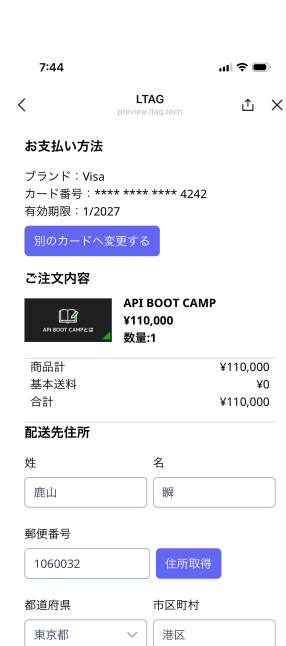 7:44
LTAG
preview.ltag.tech
お支払い方法
ブランド：Visa
カード番号：**** **** **** 4242
有効期限：1/2027
別のカードへ変更する
ご注文内容
API BOOT CAMPとは
API BOOT CAMP
¥110,000
数量:1
商品計 ¥110,000
基本送料 ¥0
合計 ¥110,000
配送先住所
姓 名
鹿山 瞬
郵便番号
1060032 住所取得
都道府県 市区町村
東京都 港区